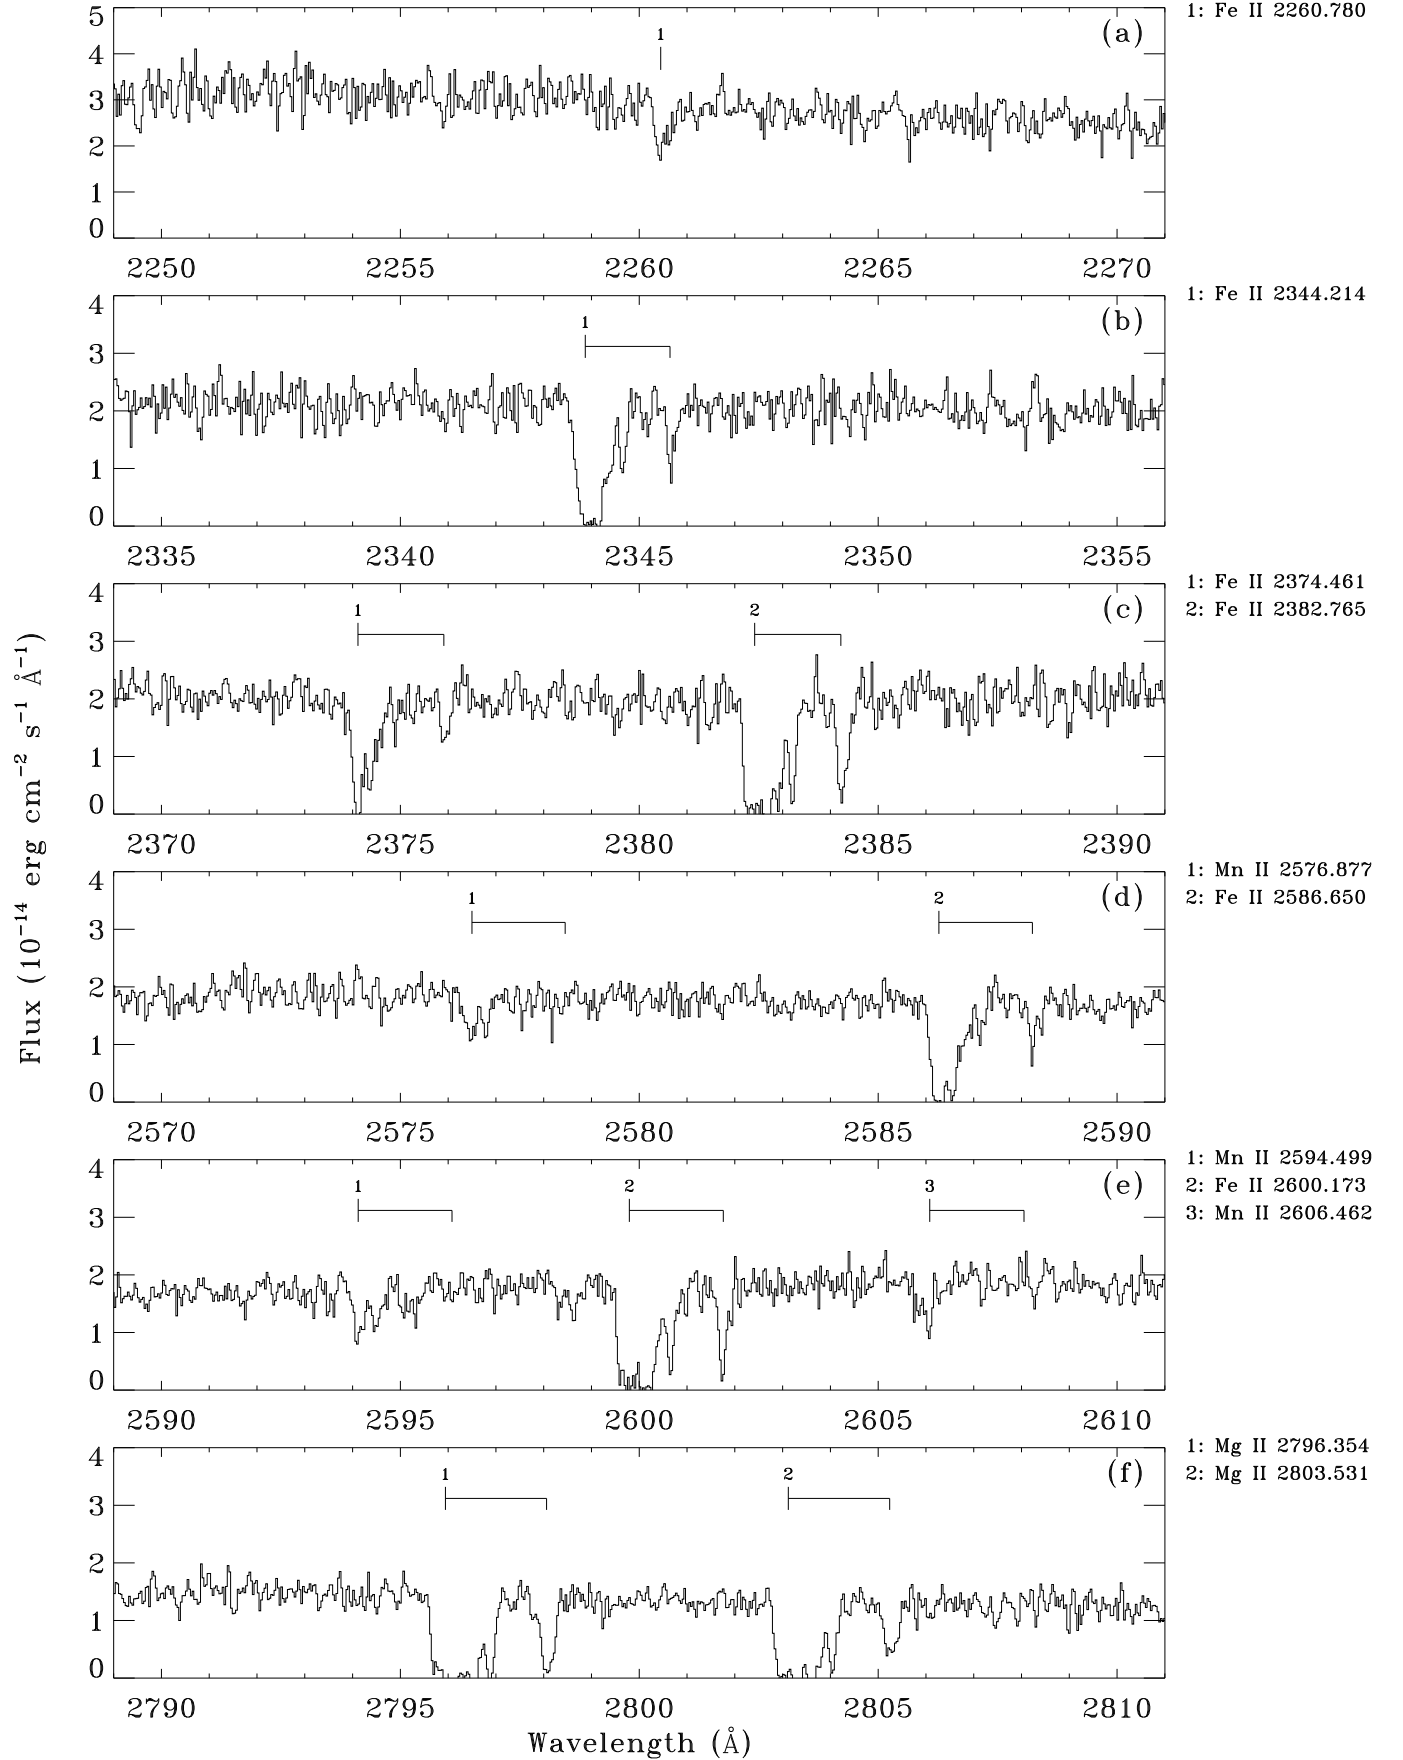 Flux (10⁻¹⁴ erg cm⁻² s⁻¹ Å⁻¹)
5
4
3
2
1
0
1
(a)
1: Fe II 2260.780
2250 2255 2260 2265 2270
4
3
2
1
0
1
(b)
1: Fe II 2344.214
2335 2340 2345 2350 2355
4
3
2
1
0
1 2
(c)
1: Fe II 2374.461
2: Fe II 2382.765
2370 2375 2380 2385 2390
4
3
2
1
0
1 2
(d)
1: Mn II 2576.877
2: Fe II 2586.650
2570 2575 2580 2585 2590
4
3
2
1
0
1 2 3
(e)
1: Mn II 2594.499
2: Fe II 2600.173
3: Mn II 2606.462
2590 2595 2600 2605 2610
4
3
2
1
0
1 2
(f)
1: Mg II 2796.354
2: Mg II 2803.531
2790 2795 2800 2805 2810
Wavelength (Å)